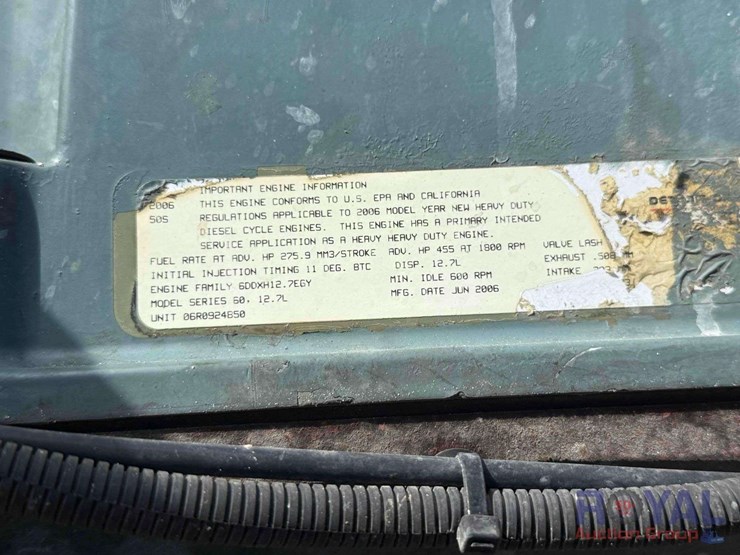 IMPORTANT ENGINE INFORMATION
2006 THIS ENGINE CONFORMS TO U.S. EPA AND CALIFORNIA
50S REGULATIONS APPLICABLE TO 2006 MODEL YEAR NEW HEAVY DUTY
DIESEL CYCLE ENGINES. THIS ENGINE HAS A PRIMARY INTENDED
SERVICE APPLICATION AS A HEAVY HEAVY DUTY ENGINE.
FUEL RATE AT ADV. HP 275.9 MM3/STROKE ADV. HP 455 AT 1800 RPM VALVE LASH
INITIAL INJECTION TIMING 11 DEG. BTC DISP. 12.7L EXHAUST .508 MM
ENGINE FAMILY 6DDXH12.7EGY MIN. IDLE 600 RPM INTAKE
MODEL SERIES 60, 12.7L MFG. DATE JUN 2006
UNIT 06R0924650
ROYAL
Auction Group